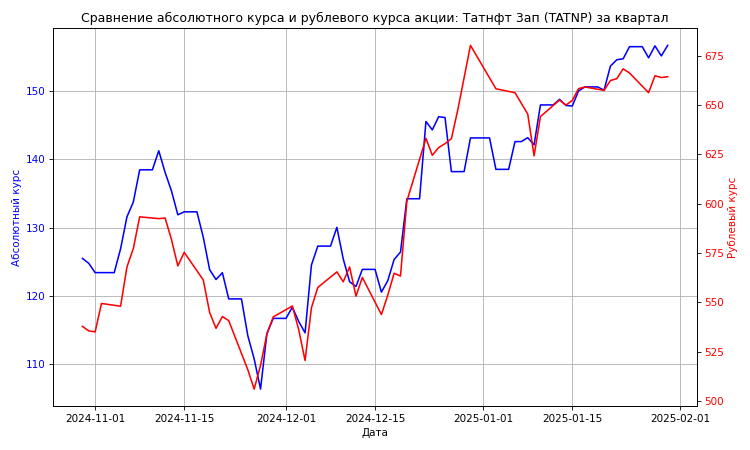 Сравнение абсолютного курса и рублевого курса акции: Татнфт 3ап (TATNP) за квартал
Абсолютный курс
150
140
130
120
110
675
650
625
600
575
550
525
500
Рублевый курс
2024-11-01 2024-11-15 2024-12-01 2024-12-15 2025-01-01 2025-01-15 2025-02-01
Дата